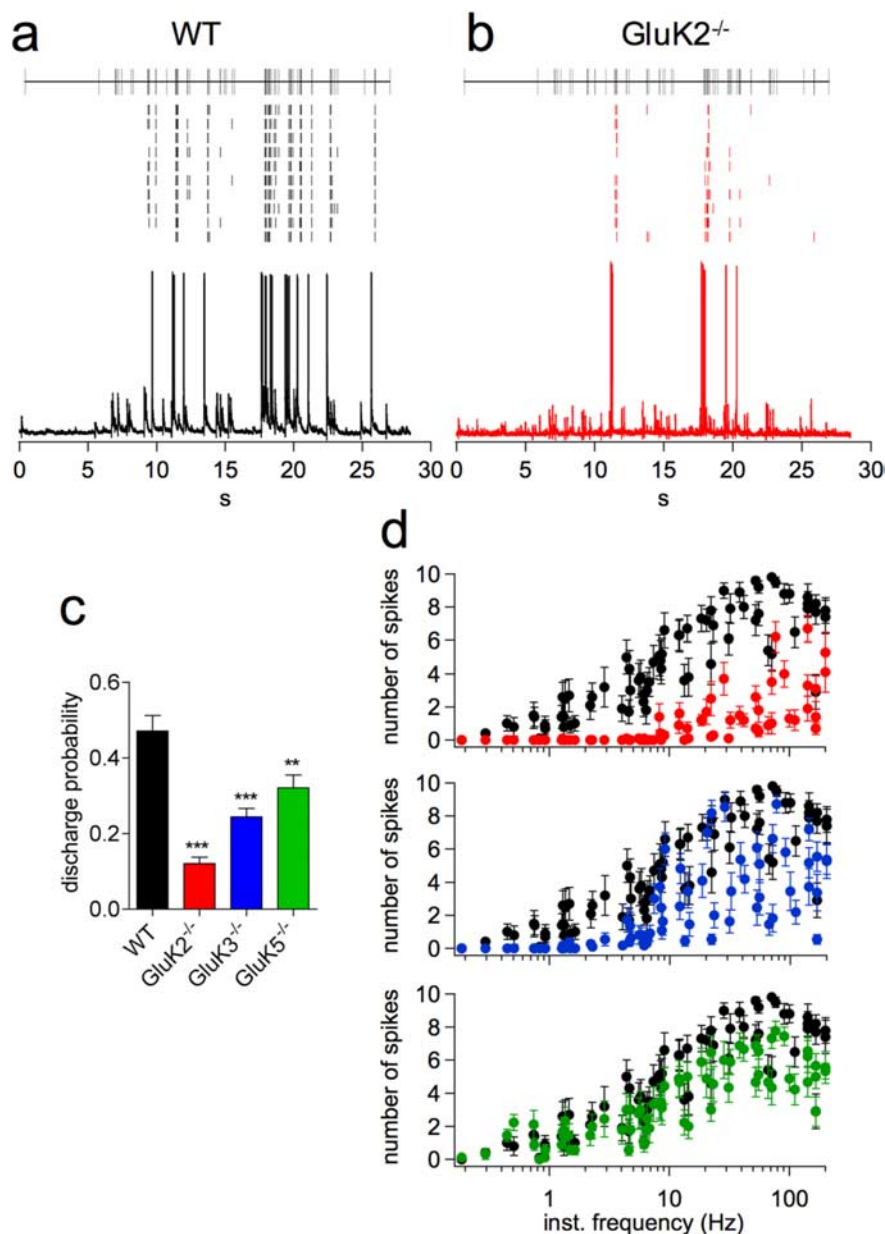 a
WT
b
GluK2-/-
0 5 10 15 20 25 30
s
0 5 10 15 20 25 30
s
c
discharge probability
0.6
0.4
0.2
0.0
***
***
**
WT
GluK2-/-
GluK3-/-
GluK5-/-
d
number of spikes
10
8
6
4
2
0
number of spikes
10
8
6
4
2
0
number of spikes
10
8
6
4
2
0
1 10 100
inst. frequency (Hz)